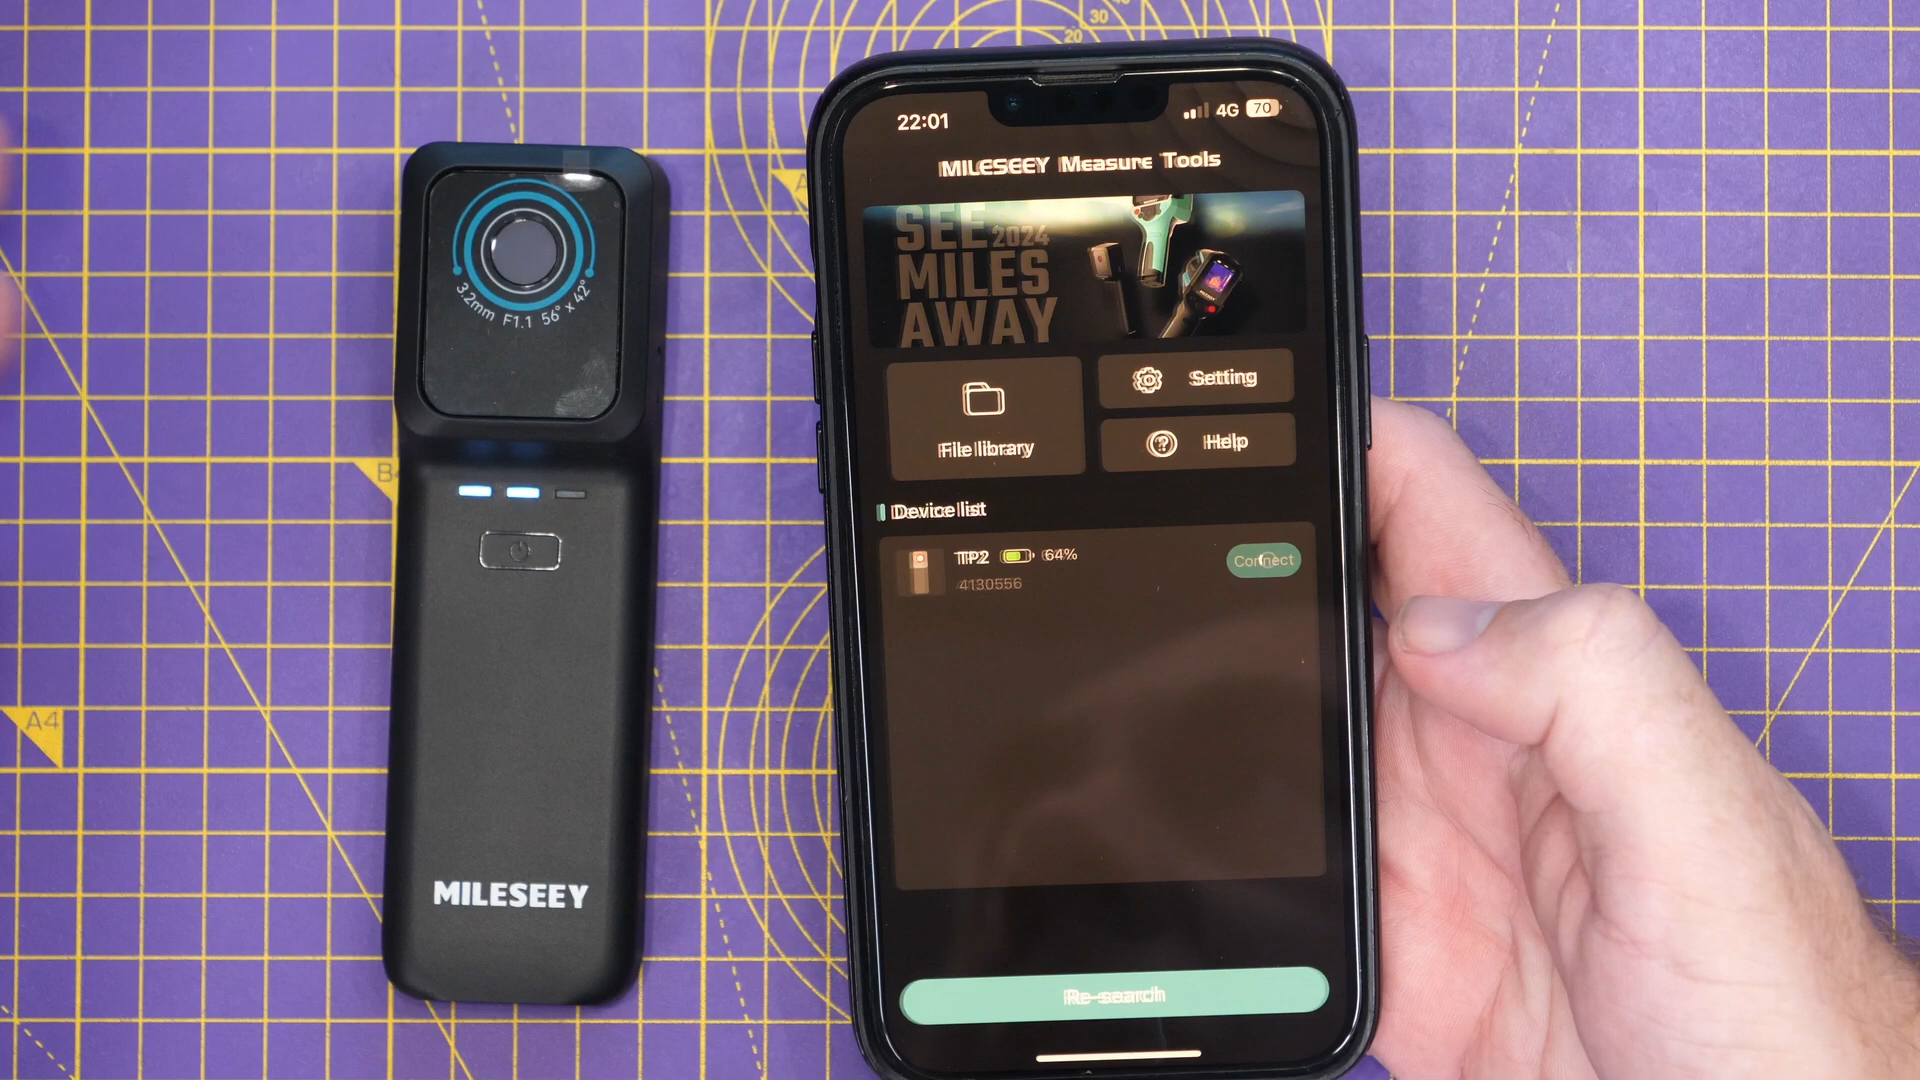 30
20
A4
3.2mm F1.1 56° x 42°
MILESEEY
22:01
4G 70
MILESEEY Measure Tools
SEE 2024
MILES
AWAY
File library
Setting
Help
Device list
TP2 64%
4130556
Connect
Re-search